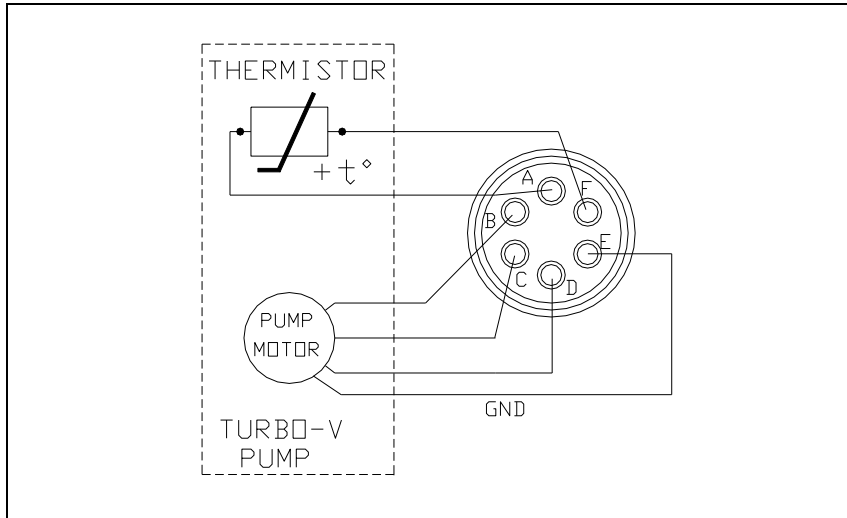 THERMISTOR
+t°
A
F
B
E
C
D
PUMP
MOTOR
GND
TURBO-V
PUMP